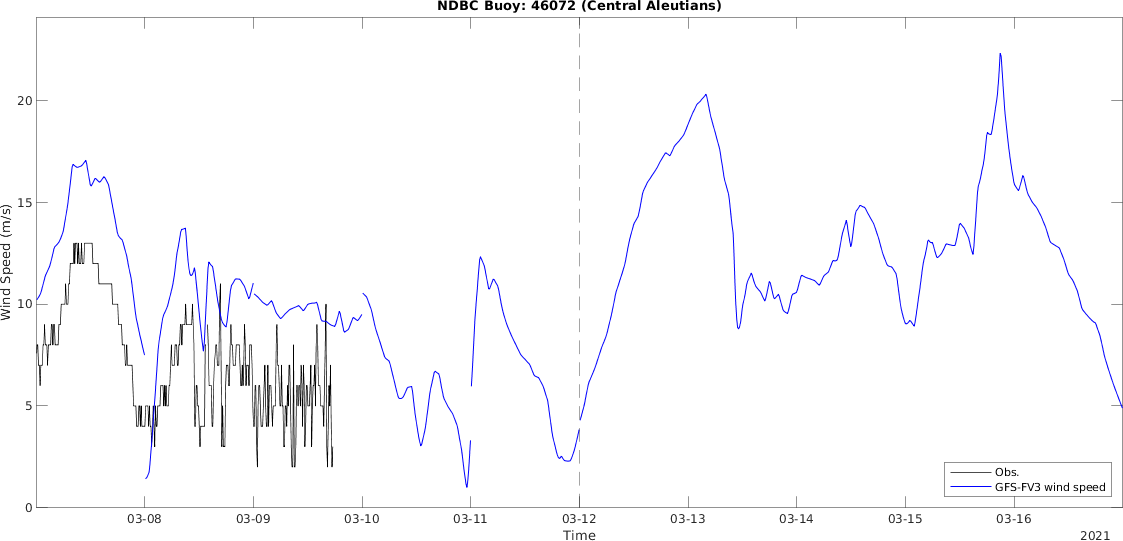 NDBC Buoy: 46072 (Central Aleutians)
Wind Speed (m/s)
20
15
10
5
0
03-08 03-09 03-10 03-11 03-12 03-13 03-14 03-15 03-16
Time
2021
Obs.
GFS-FV3 wind speed